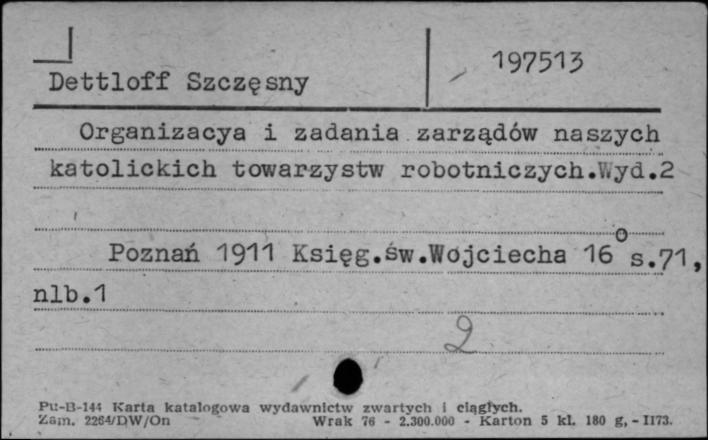 197513
Dettloff Szczęsny
Organizacya i zadania zarządów naszych
katolickich towarzystw robotniczych.Wyd.2
Poznań 1911 Księg.św.Wojciecha 16° s.71,
nlb.1
2
Pu-B-144 Karta katalogowa wydawnictw zwartych i ciągłych.
Zam. 2264/DW/On Wrak 76 - 2.300.000 - Karton 5 kl. 180 g, - II73.